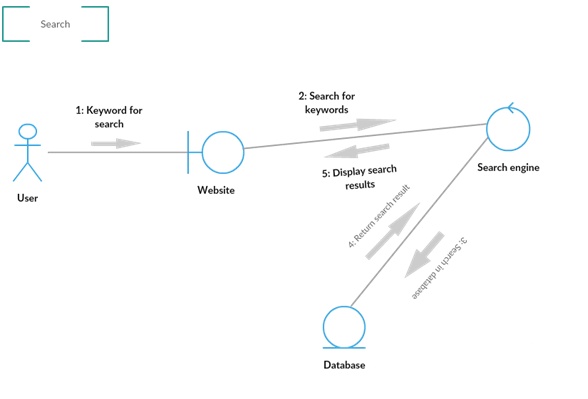 Search
1: Keyword for
search
2: Search for
keywords
5: Display search
results
User
Website
Search engine
4: Return search result
3: Search in database
Database